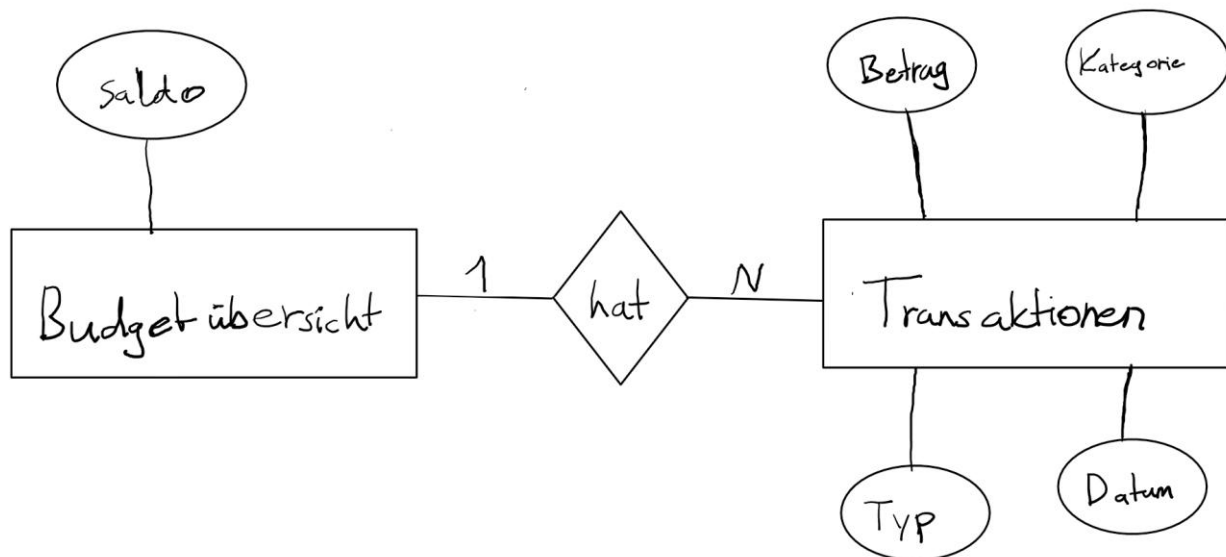 Saldo
Betrag
Kategorie
Budgetübersicht
1
hat
N
Transaktionen
Typ
Datum